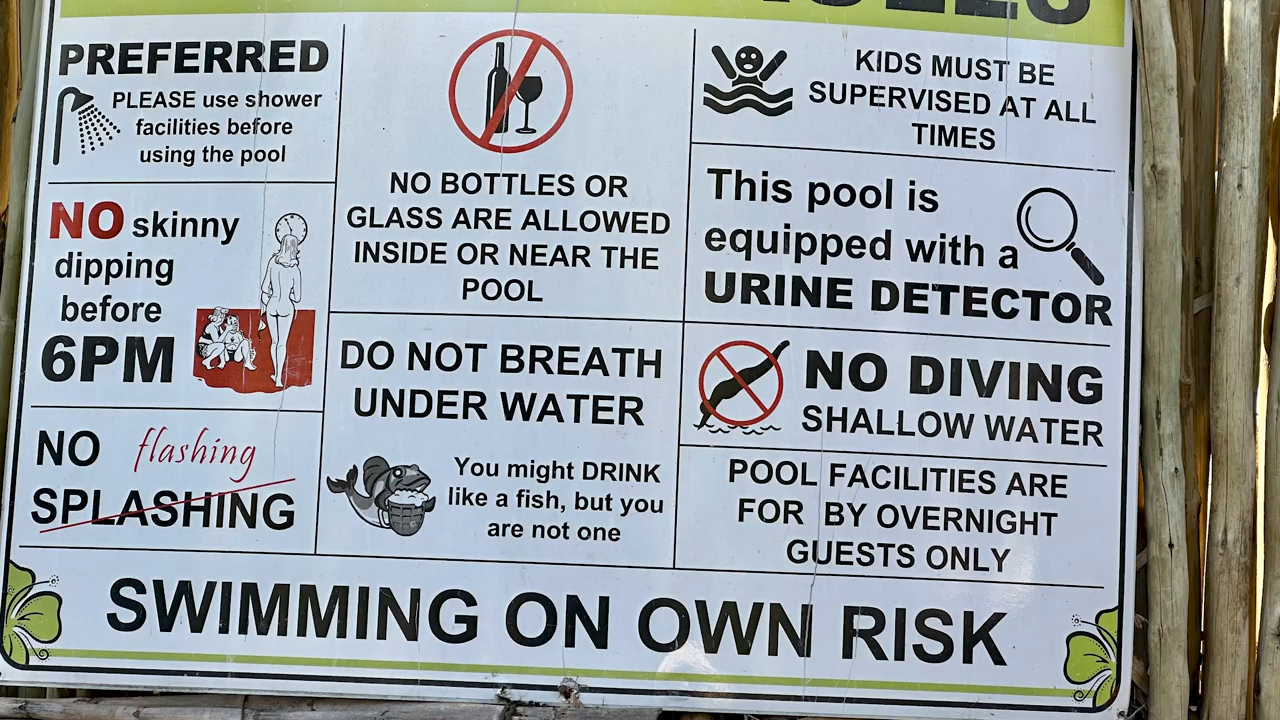 PREFERRED
PLEASE use shower
facilities before
using the pool
NO skinny
dipping
before
6PM
NO flashing
SPLASHING
NO BOTTLES OR
GLASS ARE ALLOWED
INSIDE OR NEAR THE
POOL
DO NOT BREATH
UNDER WATER
You might DRINK
like a fish, but you
are not one
KIDS MUST BE
SUPERVISED AT ALL
TIMES
This pool is
equipped with a
URINE DETECTOR
NO DIVING
SHALLOW WATER
POOL FACILITIES ARE
FOR BY OVERNIGHT
GUESTS ONLY
SWIMMING ON OWN RISK